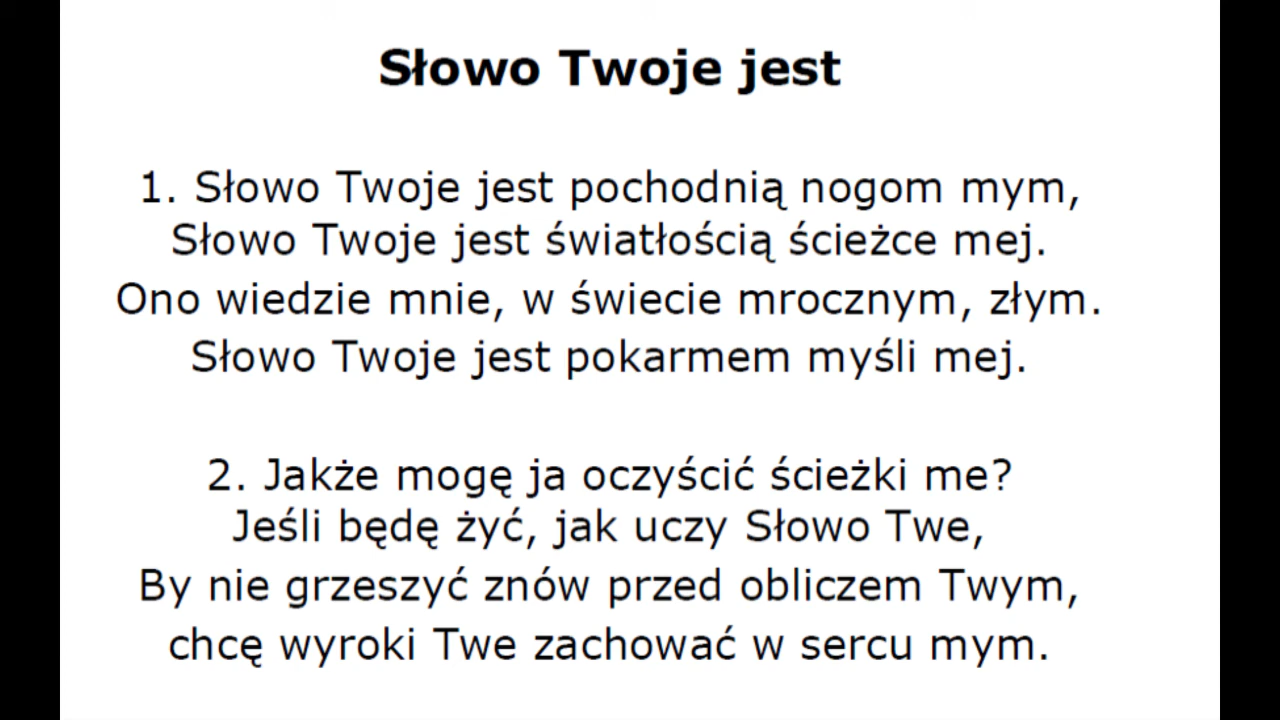 Słowo Twoje jest
1. Słowo Twoje jest pochodnią nogom mym,
Słowo Twoje jest światłością ścieżce mej.
Ono wiedzie mnie, w świecie mrocznym, złym.
Słowo Twoje jest pokarmem myśli mej.
2. Jakże mogę ja oczyścić ścieżki me?
Jeśli będę żyć, jak uczy Słowo Twe,
By nie grzeszyć znów przed obliczem Twym,
chcę wyroki Twe zachować w sercu mym.